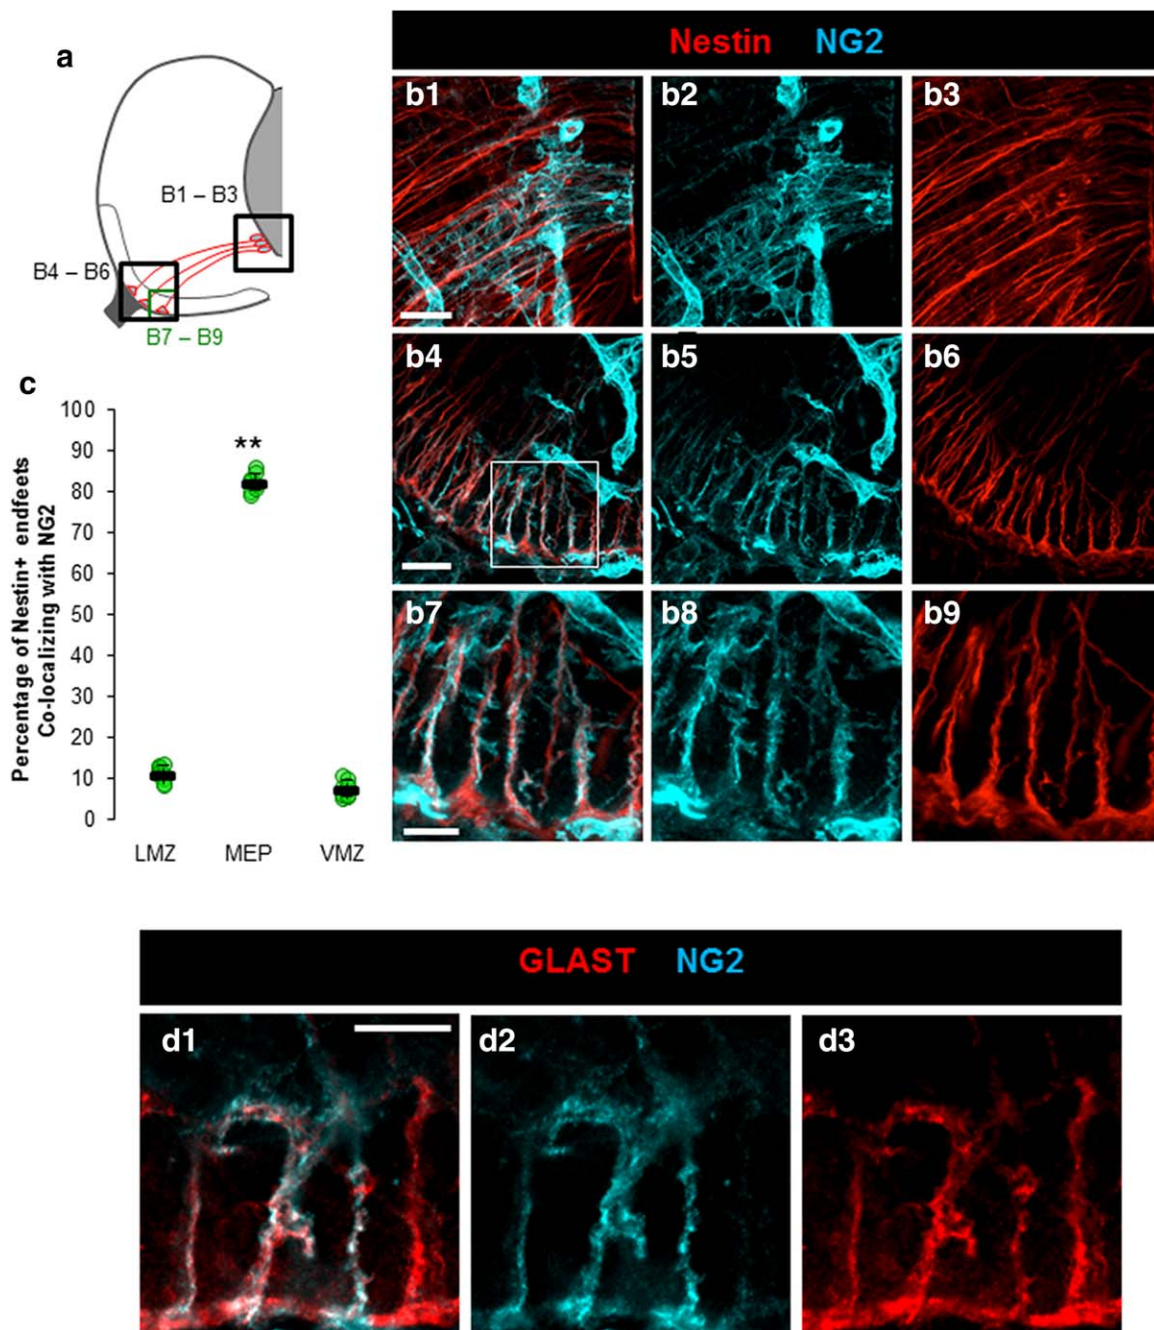 a
B1 – B3
B4 – B6
B7 – B9
Nestin NG2
b1 b2 b3
b4 b5 b6
b7 b8 b9
c
Percentage of Nestin+ endfeets
Co-localizing with NG2
100
90
80
70
60
50
40
30
20
10
0
**
LMZ MEP VMZ
GLAST NG2
d1 d2 d3